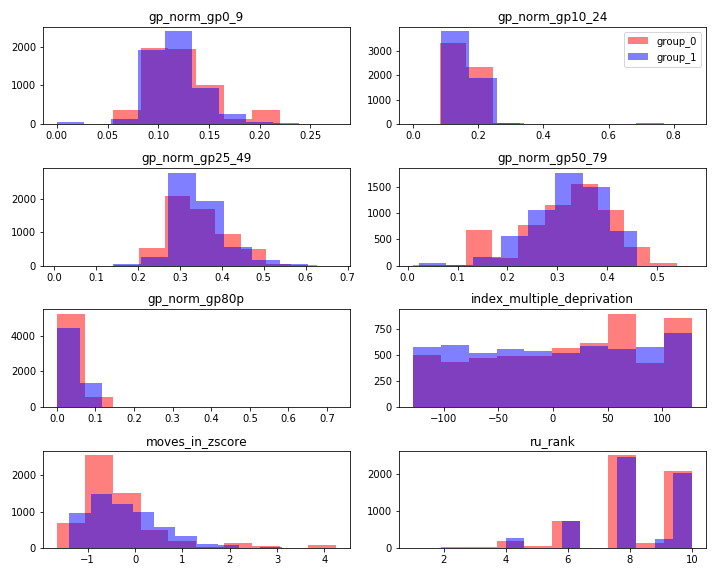 gp_norm_gp0_9
2000
1000
0
0.00 0.05 0.10 0.15 0.20 0.25
gp_norm_gp10_24
3000
2000
1000
0
0.0 0.2 0.4 0.6 0.8
group_0
group_1
gp_norm_gp25_49
2000
1000
0
0.0 0.1 0.2 0.3 0.4 0.5 0.6 0.7
gp_norm_gp50_79
1500
1000
500
0
0.0 0.1 0.2 0.3 0.4 0.5
gp_norm_gp80p
4000
2000
0
0.0 0.1 0.2 0.3 0.4 0.5 0.6 0.7
index_multiple_deprivation
750
500
250
0
−100 −50 0 50 100
moves_in_zscore
2000
1000
0
−1 0 1 2 3 4
ru_rank
2000
1000
0
2 4 6 8 10